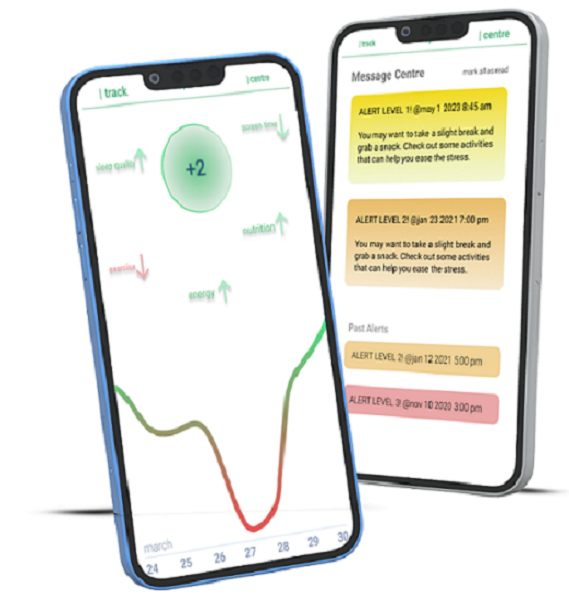 | track.
| centre
screen time
sleep quality
+2
nutrition
exercise
energy
march
24 25 26 27 28 29 30
| track
| centre
Message Centre
mark all as read
ALERT LEVEL 1! @may 1 2023 8:45 am
You may want to take a slight break and
grab a snack. Check out some activities
that can help you ease the stress.
ALERT LEVEL 2! @jan 23 2021 7:00 pm
You may want to take a slight break and
grab a snack. Check out some activities
that can help you ease the stress.
Past Alerts
ALERT LEVEL 2! @jan 12 2021 5:00 pm
ALERT LEVEL 3! @nov 10 2020 3:00 pm